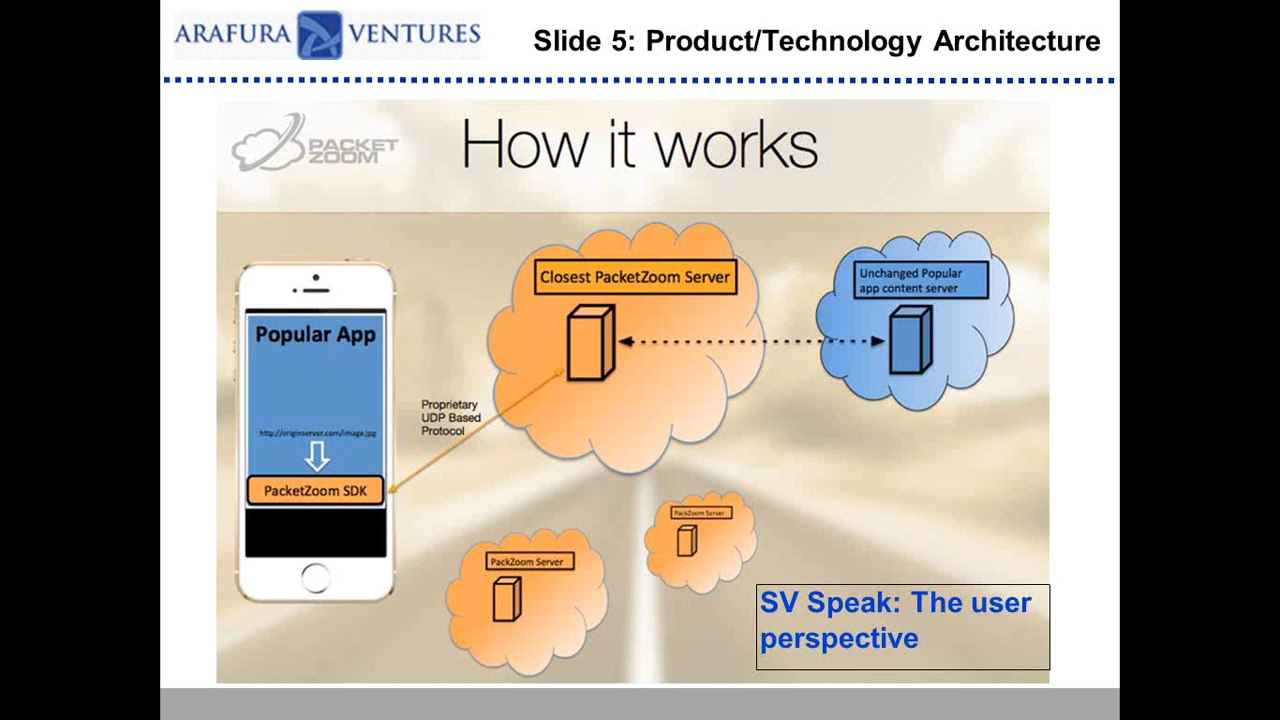 ARAFURA VENTURES
Slide 5: Product/Technology Architecture
PACKET
ZOOM
How it works
Closest PacketZoom Server
Unchanged Popular
app content server
Popular App
http://originserver.com/image.jpg
PacketZoom SDK
Proprietary
UDP Based
Protocol
PackZoom Server
PackZoom Server
SV Speak: The user
perspective